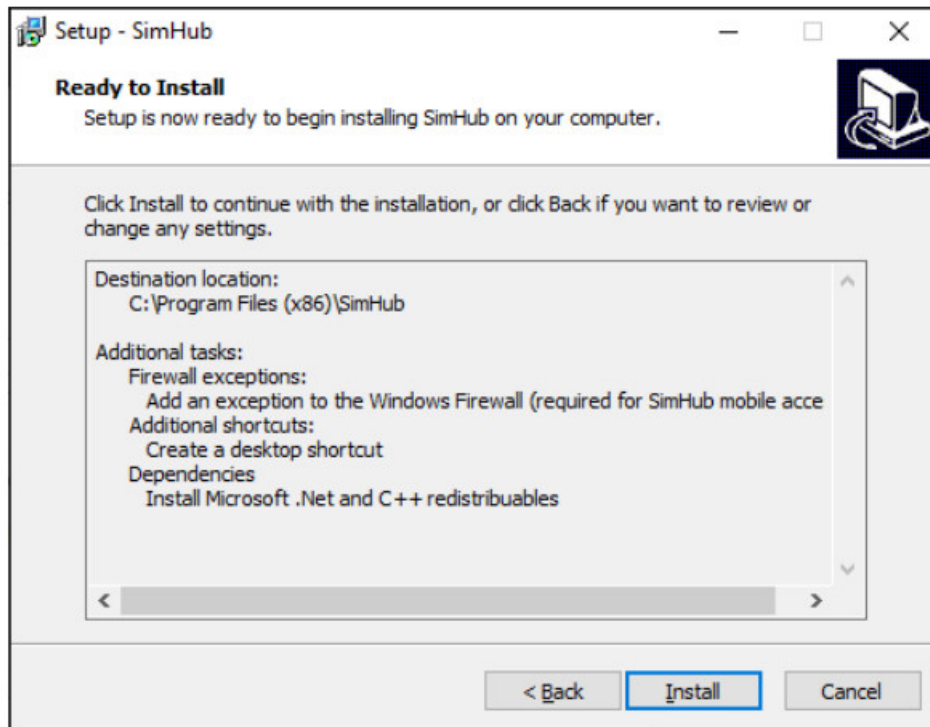 Setup - SimHub
Ready to Install
Setup is now ready to begin installing SimHub on your computer.
Click Install to continue with the installation, or click Back if you want to review or
change any settings.
Destination location:
C:\Program Files (x86)\SimHub
Additional tasks:
Firewall exceptions:
Add an exception to the Windows Firewall (required for SimHub mobile acce
Additional shortcuts:
Create a desktop shortcut
Dependencies
Install Microsoft .Net and C++ redistribuables
< Back
Install
Cancel